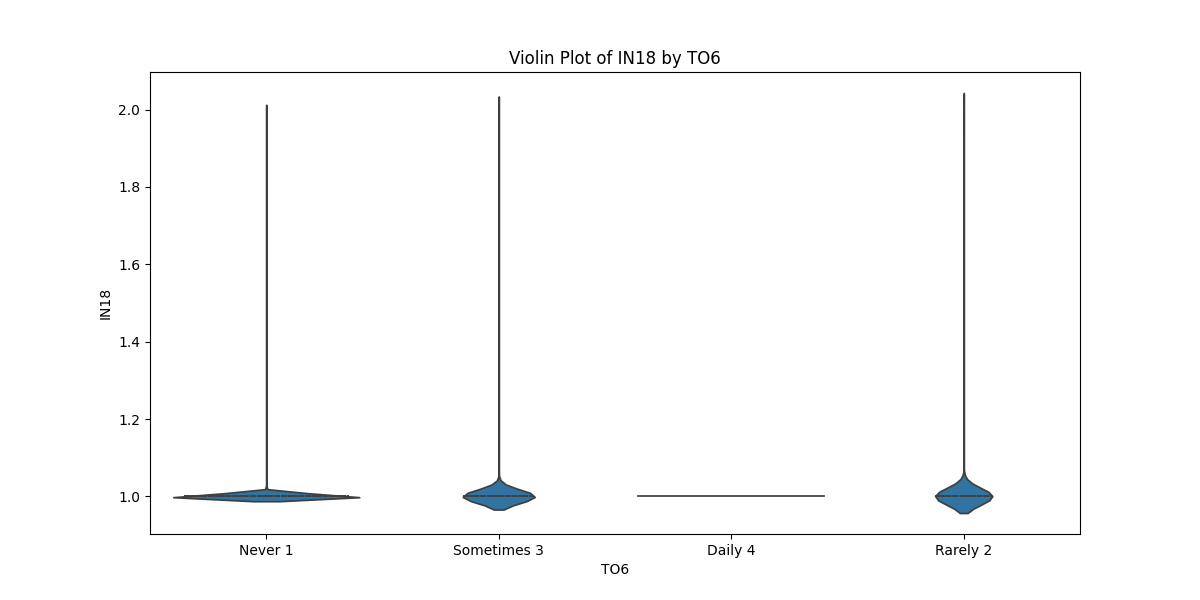 Violin Plot of IN18 by TO6
2.0
1.8
1.6
1.4
1.2
1.0
IN18
Never 1
Sometimes 3
Daily 4
Rarely 2
TO6